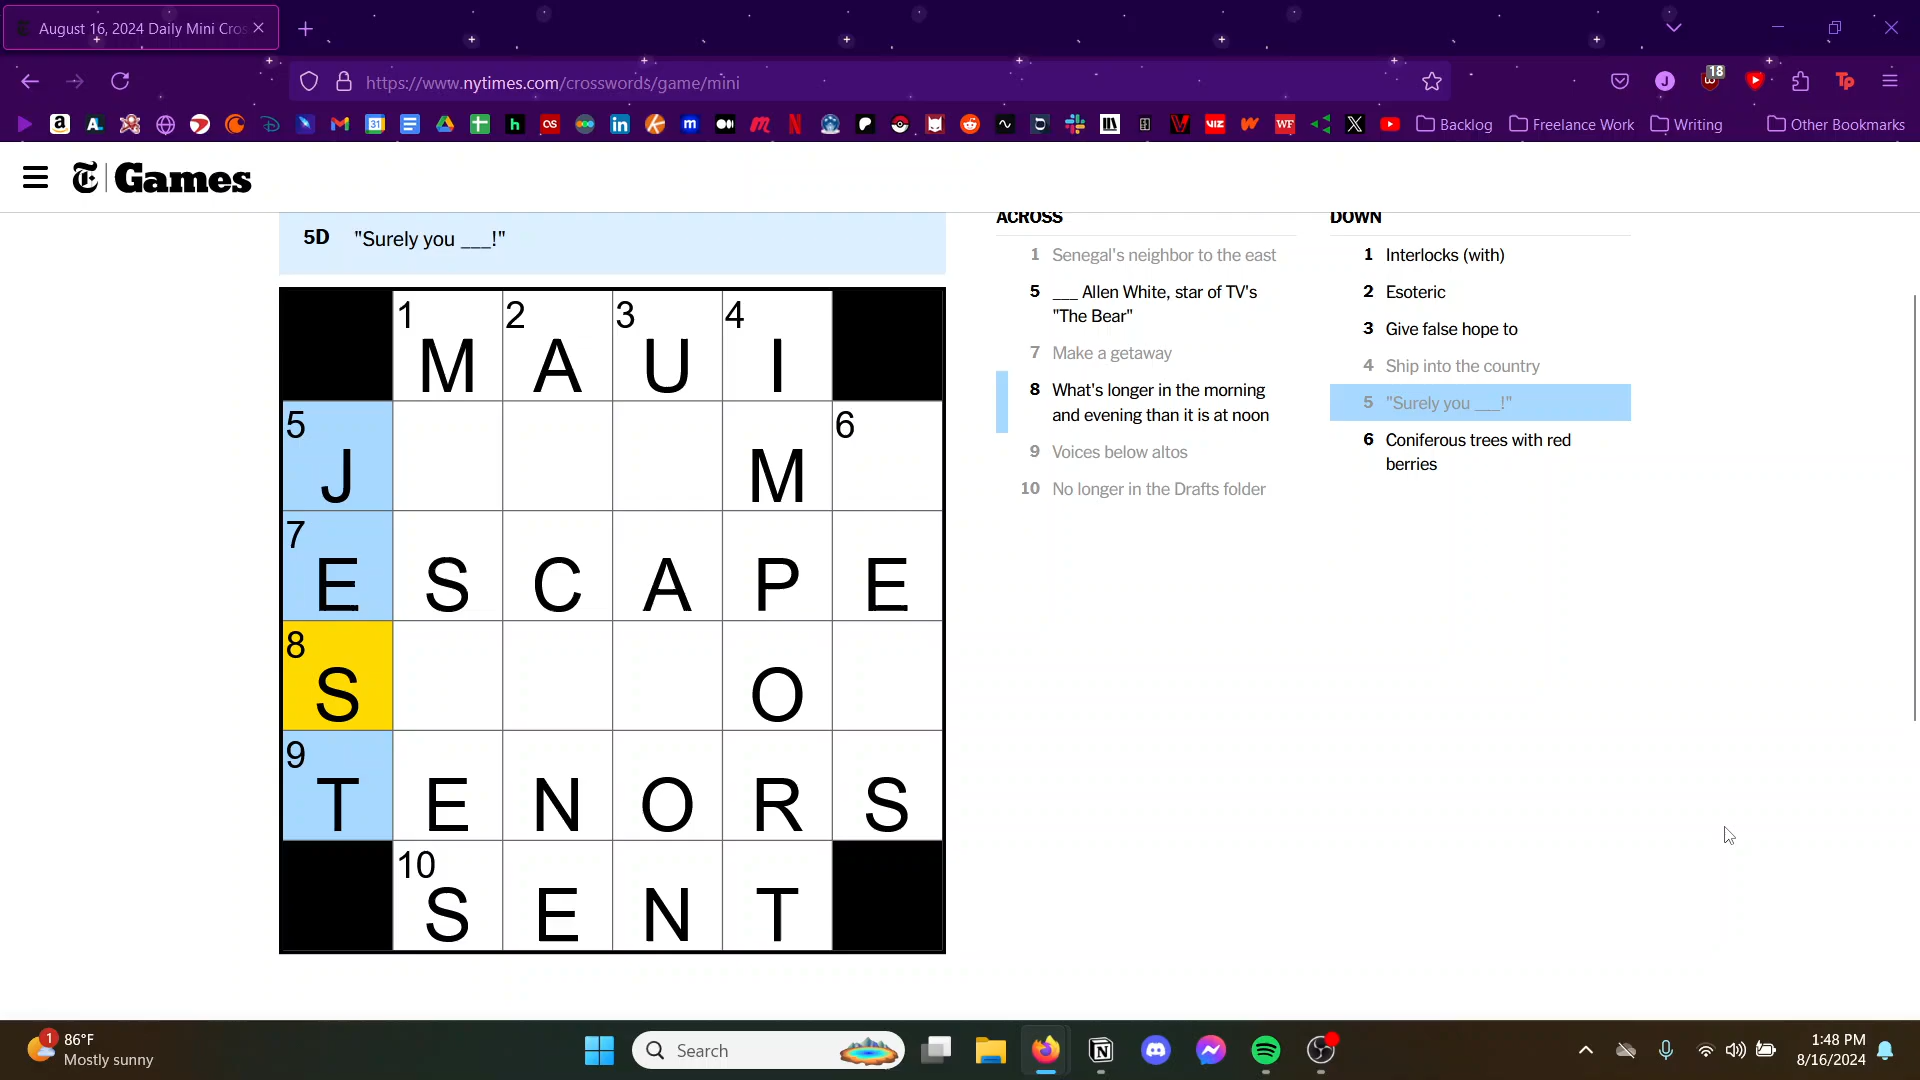 August 16, 2024 Daily Mini Cros
https://www.nytimes.com/crosswords/game/mini
18
Backlog
Freelance Work
Writing
Other Bookmarks
Games
5D "Surely you ___!"
ACROSS
1 Senegal's neighbor to the east
5 ___ Allen White, star of TV's
"The Bear"
7 Make a getaway
8 What's longer in the morning
and evening than it is at noon
9 Voices below altos
10 No longer in the Drafts folder
DOWN
1 Interlocks (with)
2 Esoteric
3 Give false hope to
4 Ship into the country
5 "Surely you ___!"
6 Coniferous trees with red
berries
1 2 3 4
M A U I
5 6
J M
7
E S C A P E
8
S O
9
T E N O R S
10
S E N T
1
86°F
Mostly sunny
Search
1:48 PM
8/16/2024